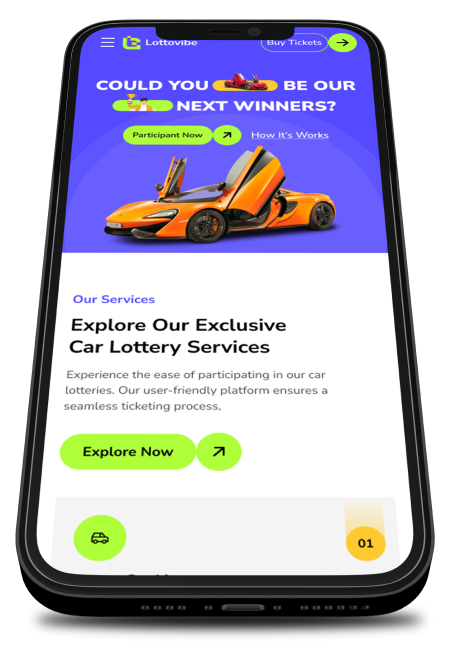 Lottovibe
Buy Tickets
COULD YOU BE OUR
NEXT WINNERS?
Participant Now
How It's Works
Our Services
Explore Our Exclusive
Car Lottery Services
Experience the ease of participating in our car
lotteries. Our user-friendly platform ensures a
seamless ticketing process,
Explore Now
01